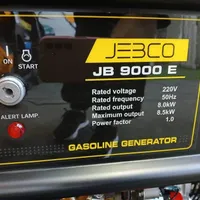 JEBCO
I
ON
START
JB 9000 E
Rated voltage 220V
Rated frequency 50Hz
Rated output 8.0kW
Maximum output 8.5kW
Power factor 1.0
ALERT LAMP
GASOLINE GENERATOR